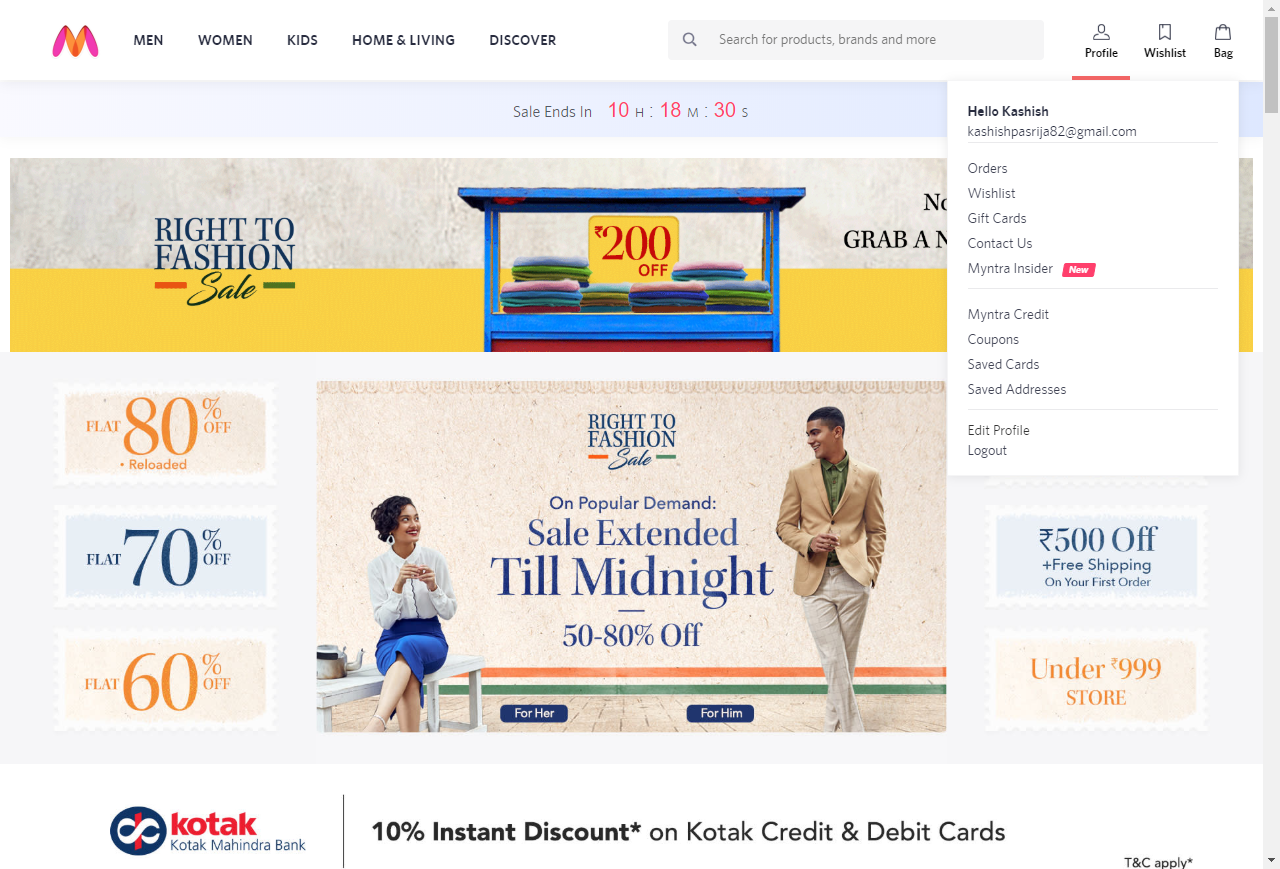 MEN WOMEN KIDS HOME & LIVING DISCOVER
Search for products, brands and more
Profile Wishlist Bag
Sale Ends In 10 H : 18 M : 30 S
Hello Kashish
kashishpasrija82@gmail.com
Orders
Wishlist
Gift Cards
Contact Us
Myntra Insider New
Myntra Credit
Coupons
Saved Cards
Saved Addresses
Edit Profile
Logout
RIGHT TO
FASHION
Sale
₹200
OFF
GRAB A
FLAT 80% OFF
• Reloaded
FLAT 70% OFF
FLAT 60% OFF
RIGHT TO
FASHION
Sale
On Popular Demand:
Sale Extended
Till Midnight
50-80% Off
For Her For Him
₹500 Off
+Free Shipping
On Your First Order
Under ₹999
STORE
kotak
Kotak Mahindra Bank
10% Instant Discount* on Kotak Credit & Debit Cards
T&C apply*